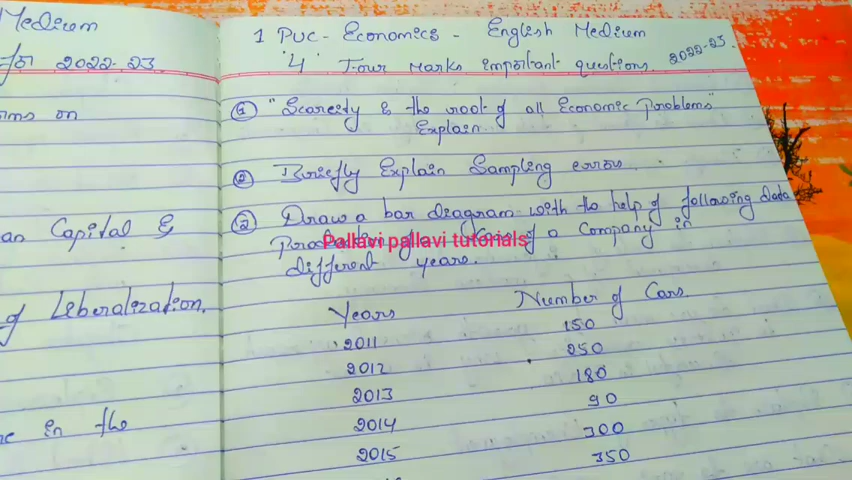 Medium
2022-23
on
an Capital &
of Leberalization.
en the
1 Puc - Economics - English Medium
'4' Four Marks important questions. 2022-23.
① "Scarcity is the root of all Economic Problems"
Explain.
② Briefly Explain Sampling errors.
② Draw a bar diagram with the help of following data
Production of Cars of a Company in
different years.
Pallavi pallavi tutorials
Years Number of Cars.
2011 150
2012 250
2013 180
2014 90
2015 300
350